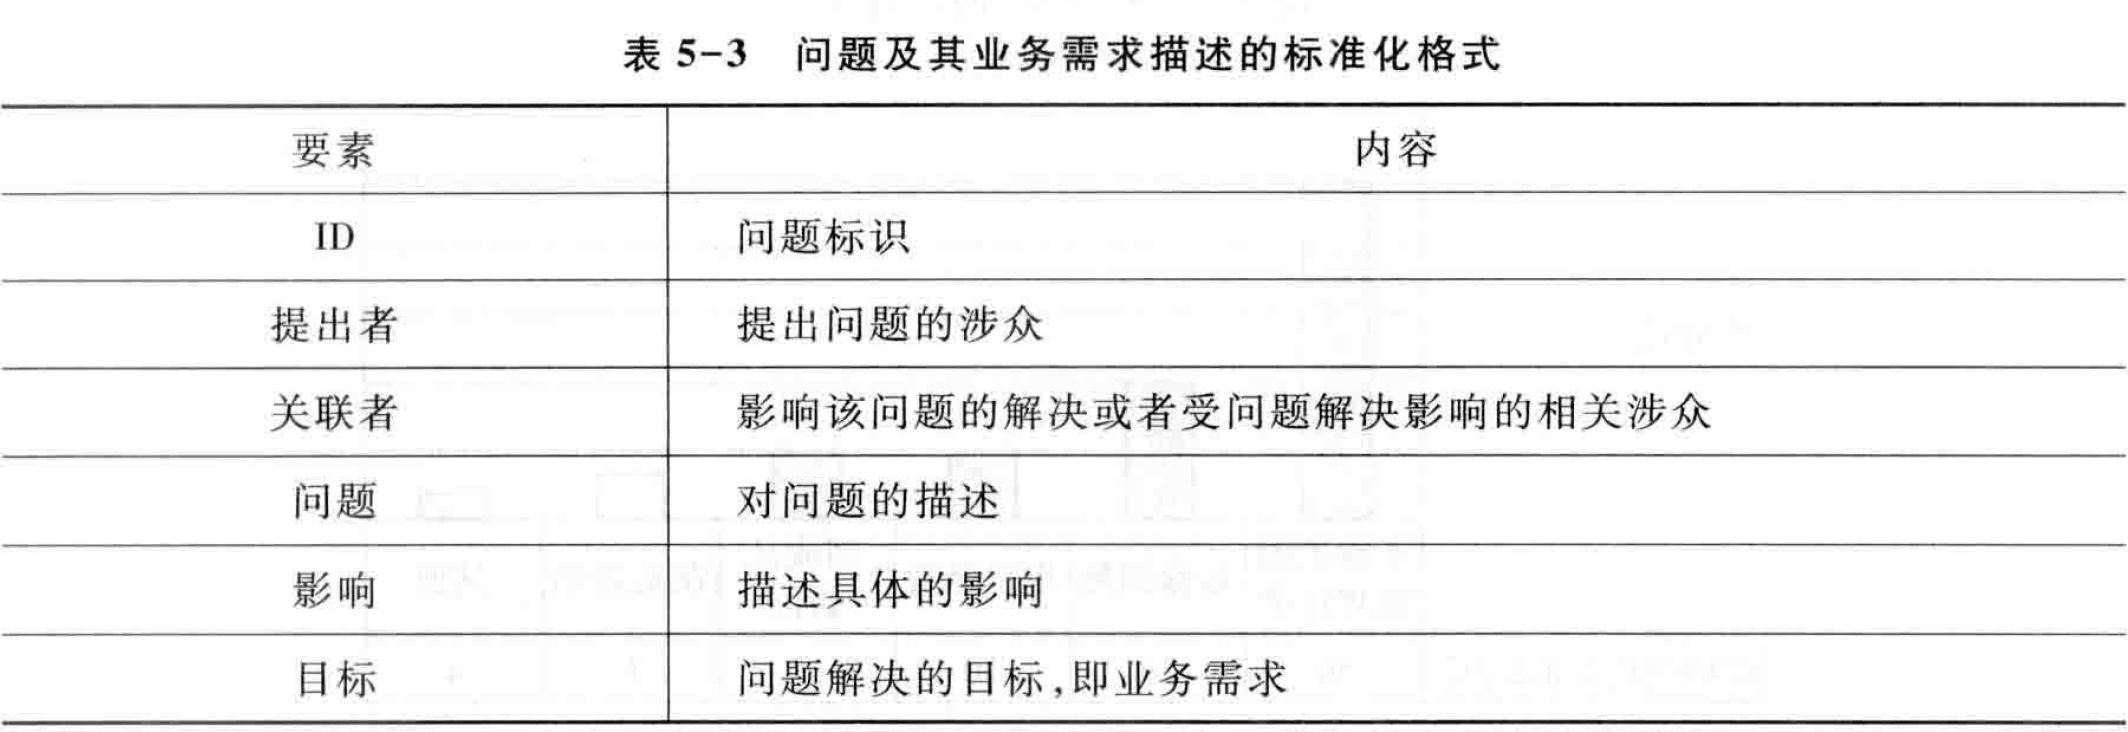 表 5-3 问题及其业务需求描述的标准化格式
要素 内容
ID 问题标识
提出者 提出问题的涉众
关联者 影响该问题的解决或者受问题解决影响的相关涉众
问题 对问题的描述
影响 描述具体的影响
目标 问题解决的目标,即业务需求